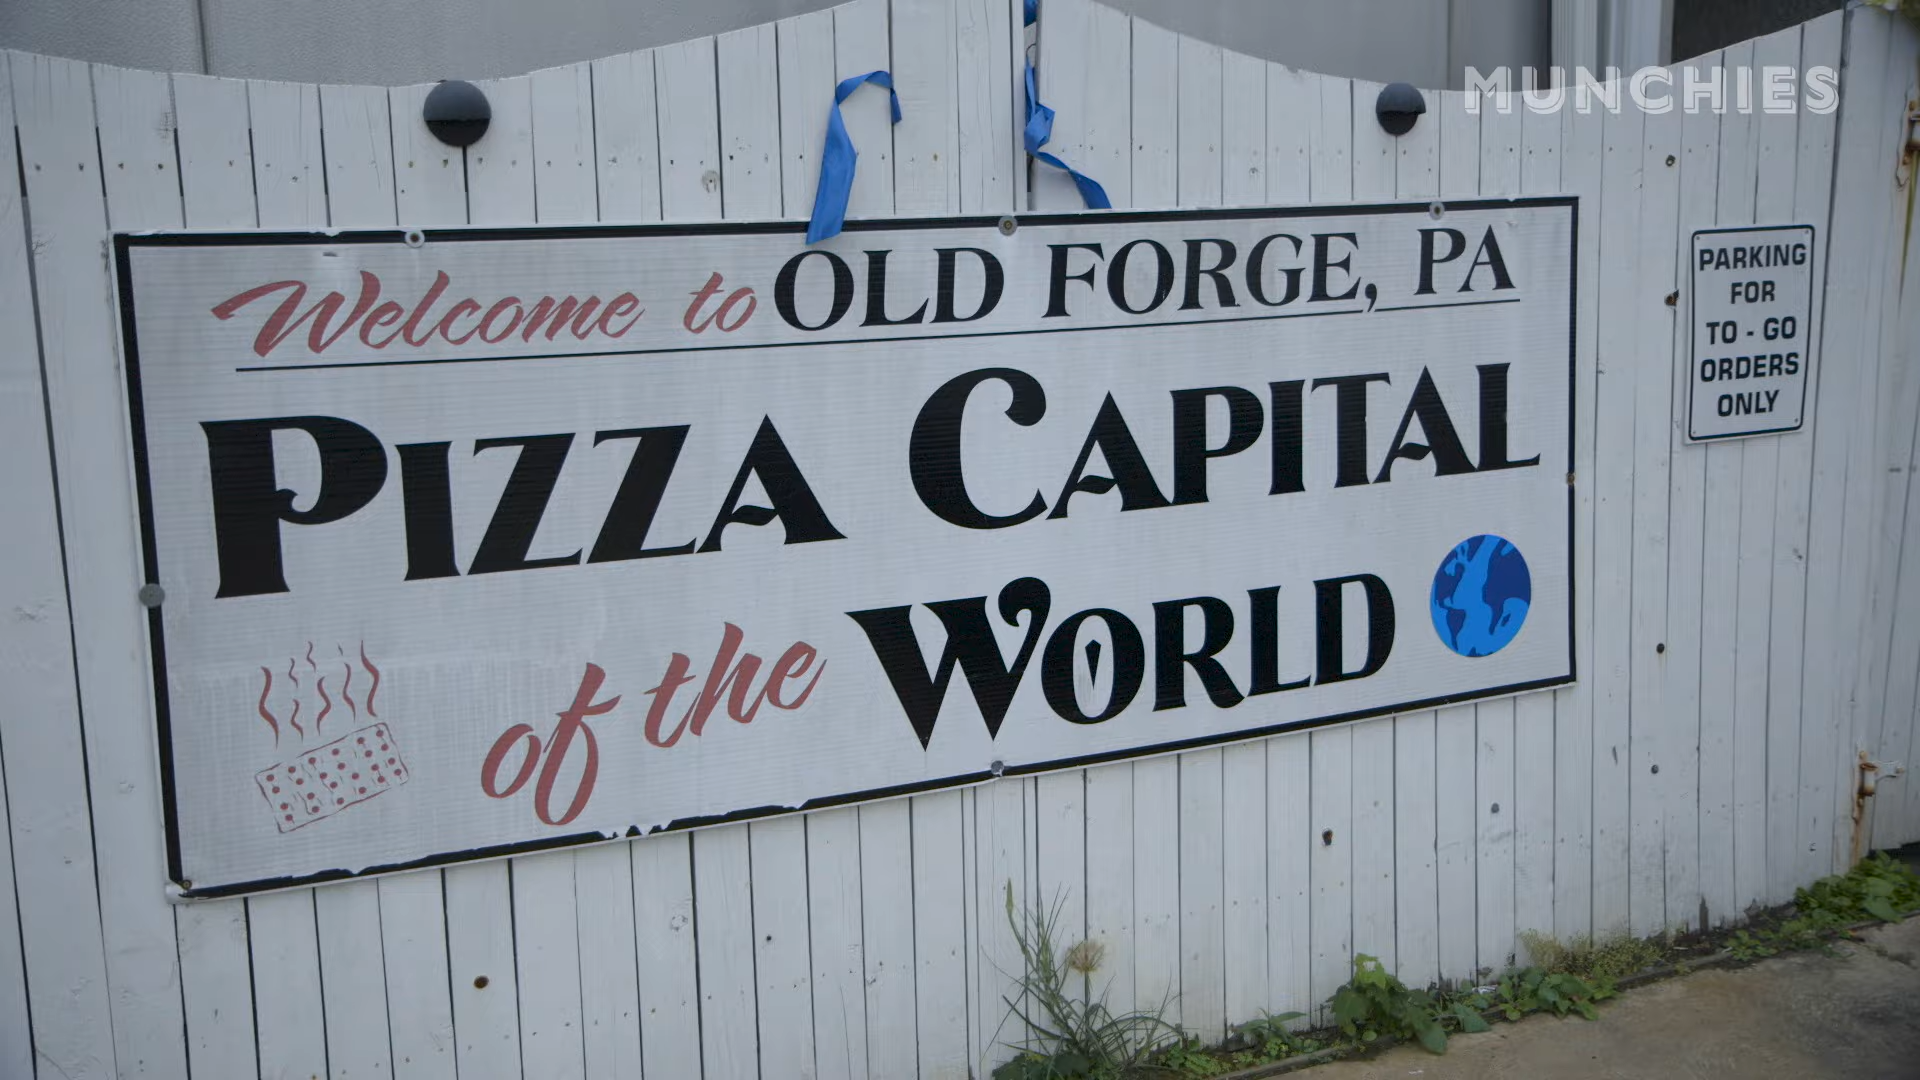 MUNCHIES
Welcome to OLD FORGE, PA
PIZZA CAPITAL
of the WORLD
PARKING
FOR
TO - GO
ORDERS
ONLY